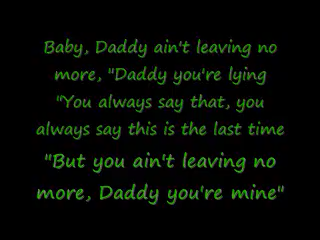 Baby, Daddy ain't leaving no
more, "Daddy you're lying
"You always say that, you
always say this is the last time
"But you ain't leaving no
more, Daddy you're mine"